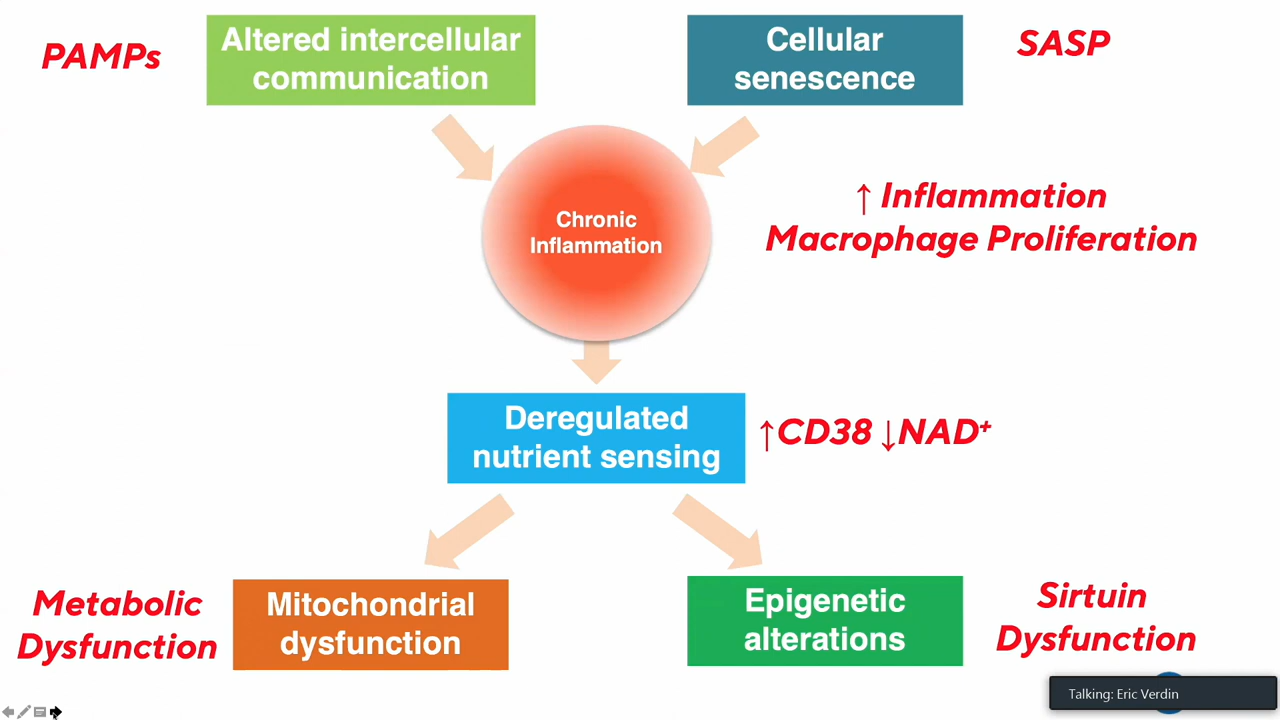 PAMPs
Altered intercellular
communication
Cellular
senescence
SASP
Chronic
Inflammation
↑ Inflammation
Macrophage Proliferation
Deregulated
nutrient sensing
↑CD38 ↓NAD⁺
Metabolic
Dysfunction
Mitochondrial
dysfunction
Epigenetic
alterations
Sirtuin
Dysfunction
Talking: Eric Verdin